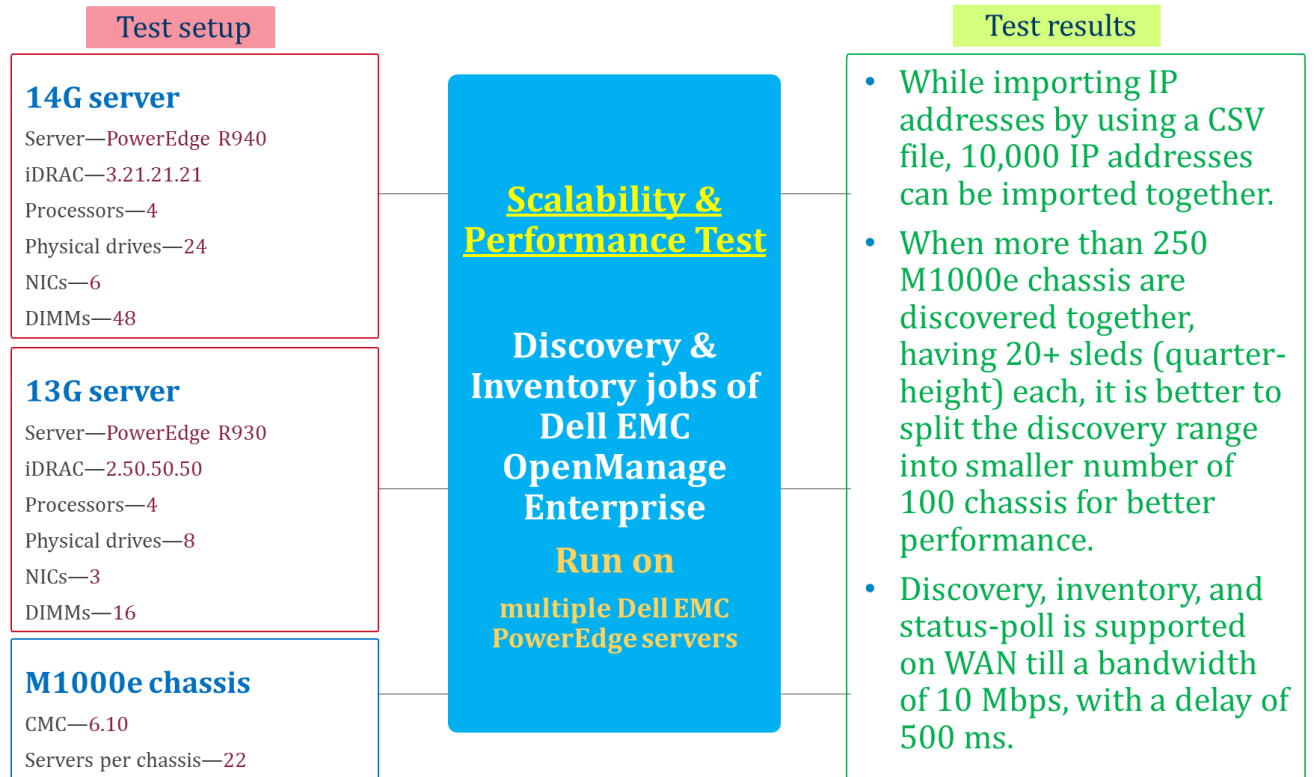 Test setup
14G server
Server—PowerEdge R940
iDRAC—3.21.21.21
Processors—4
Physical drives—24
NICs—6
DIMMs—48
13G server
Server—PowerEdge R930
iDRAC—2.50.50.50
Processors—4
Physical drives—8
NICs—3
DIMMs—16
M1000e chassis
CMC—6.10
Servers per chassis—22
Scalability &
Performance Test
Discovery &
Inventory jobs of
Dell EMC
OpenManage
Enterprise
Run on
multiple Dell EMC
PowerEdge servers
Test results
• While importing IP
addresses by using a CSV
file, 10,000 IP addresses
can be imported together.
• When more than 250
M1000e chassis are
discovered together,
having 20+ sleds (quarter-
height) each, it is better to
split the discovery range
into smaller number of
100 chassis for better
performance.
• Discovery, inventory, and
status-poll is supported
on WAN till a bandwidth
of 10 Mbps, with a delay of
500 ms.